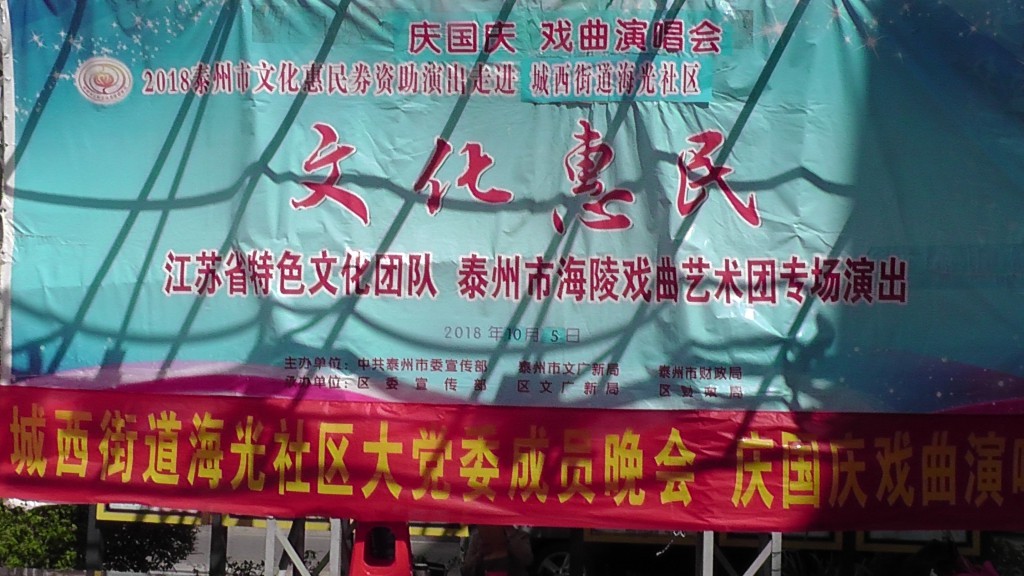 庆国庆 戏曲演唱会
2018泰州市文化惠民券资助演出走进 城西街道海光社区
文化惠民
江苏省特色文化团队 泰州市海陵戏曲艺术团专场演出
2018 年 10 月 5 日
主办单位：中共泰州市委宣传部 泰州市文广新局 泰州市财政局
承办单位：区委宣传部 区文广新局 区财政局
城西街道海光社区大党委成员晚会 庆国庆戏曲演唱